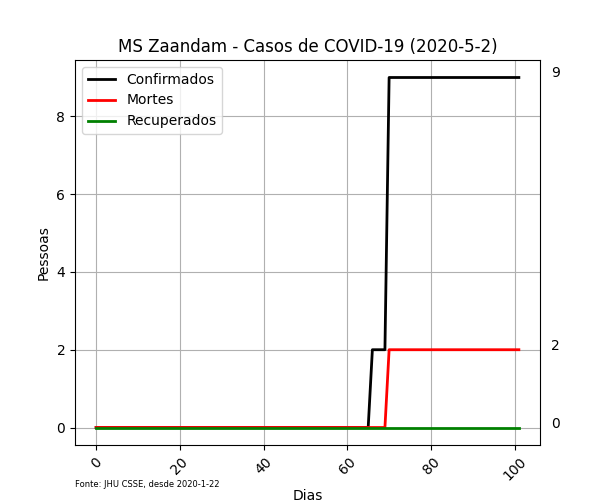 MS Zaandam - Casos de COVID-19 (2020-5-2)
Confirmados
Mortes
Recuperados
9
2
0
8
6
4
2
0
Pessoas
0 20 40 60 80 100
Fonte: JHU CSSE, desde 2020-1-22
Dias